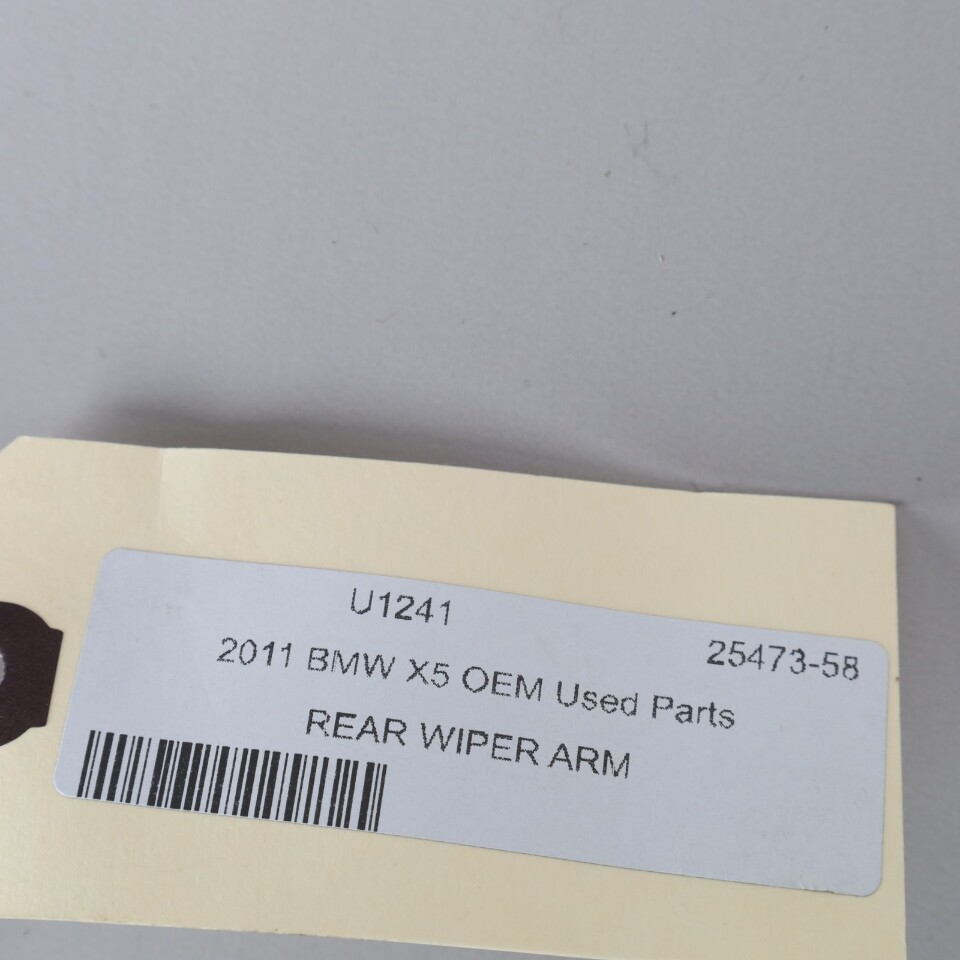 U1241
25473-58
2011 BMW X5 OEM Used Parts
REAR WIPER ARM